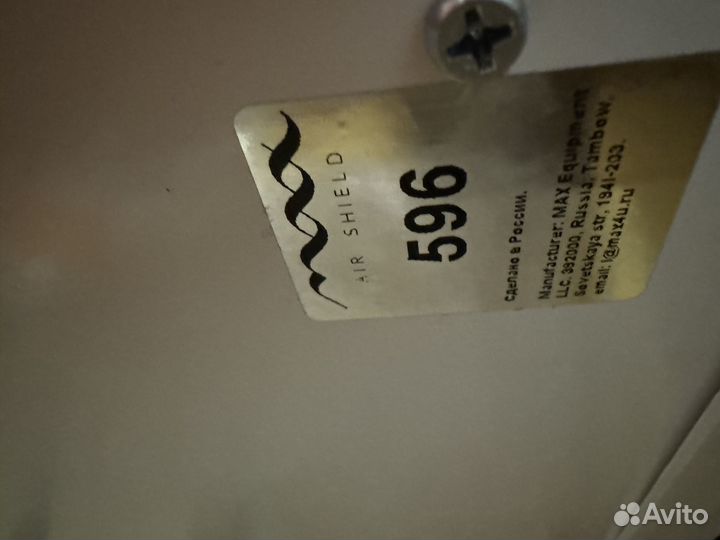 AIR SHIELD
596
Сделано в России.
Manufacturer: MAX Equipment
LLC, 392000, Russia, Tambow,
Sovetskaya str, 194I-203.
email: i@max4u.ru
Avito